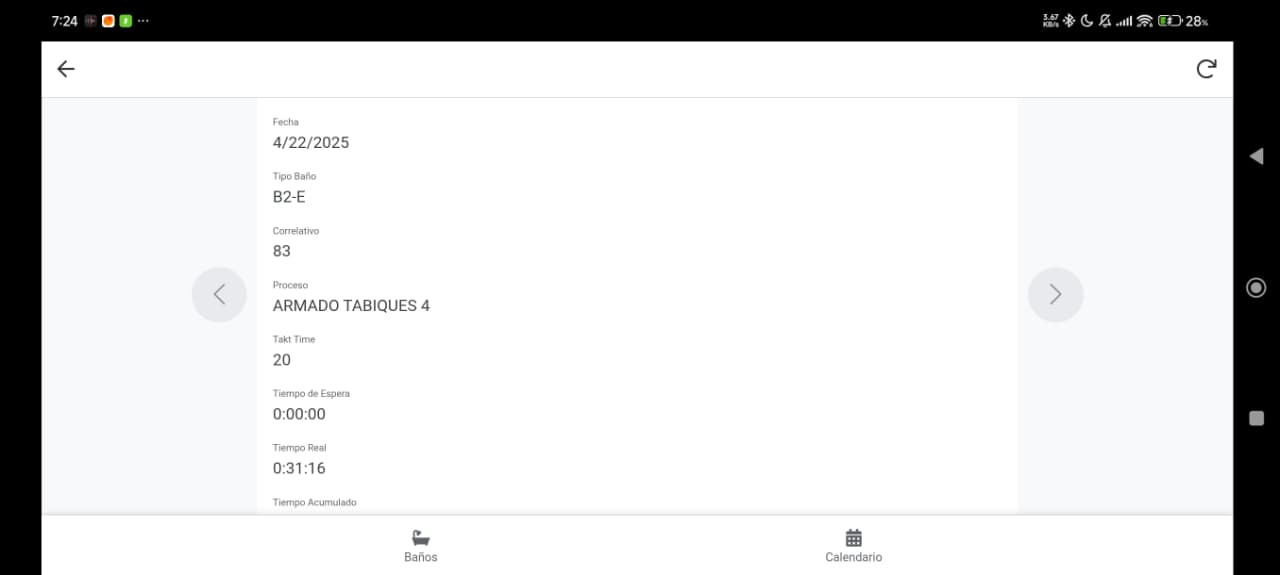 7:24
3.67 KB/s
28%
Fecha
4/22/2025
Tipo Baño
B2-E
Correlativo
83
Proceso
ARMADO TABIQUES 4
Takt Time
20
Tiempo de Espera
0:00:00
Tiempo Real
0:31:16
Tiempo Acumulado
Baños
Calendario